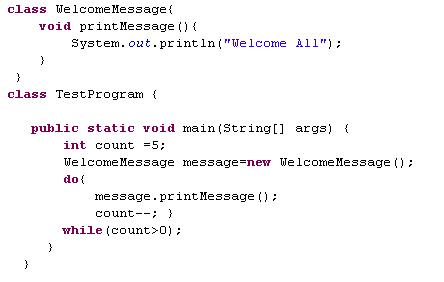 class WelcomeMessage{
void printMessage(){
System.out.println("Welcome All");
}
}
class TestProgram {
public static void main(String[] args) {
int count =5;
WelcomeMessage message=new WelcomeMessage();
do{
message.printMessage();
count--; }
while(count>0);
}
}